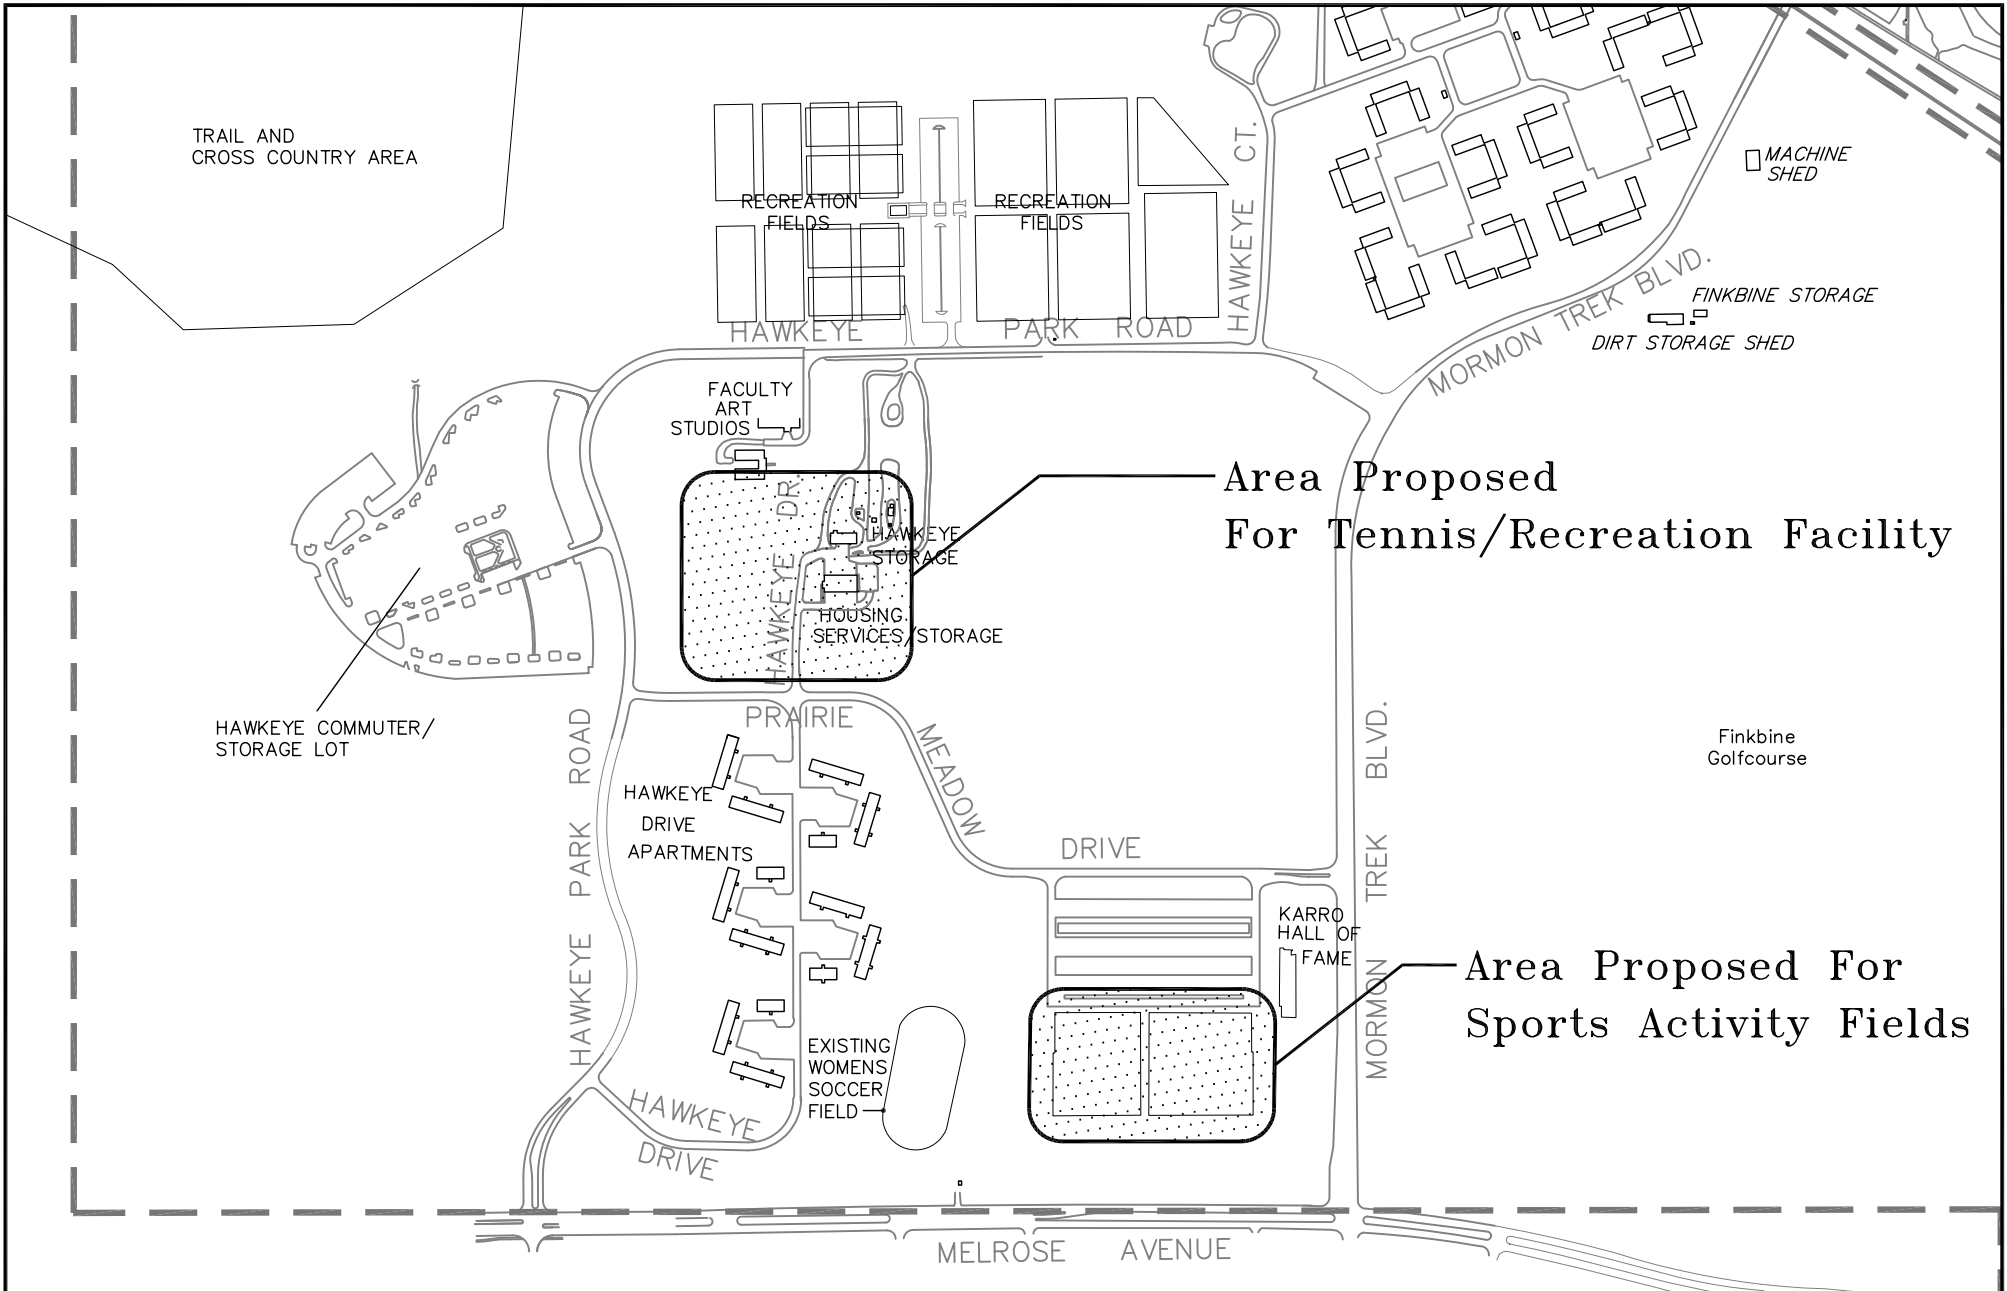 TRAIL AND
CROSS COUNTRY AREA
RECREATION
FIELDS
RECREATION
FIELDS
HAWKEYE CT.
MACHINE
SHED
MORMON TREK BLVD.
FINKBINE STORAGE
DIRT STORAGE SHED
HAWKEYE PARK ROAD
FACULTY
ART
STUDIOS
Area Proposed
For Tennis/Recreation Facility
HAWKEYE DR.
HAWKEYE
STORAGE
HOUSING
SERVICES/STORAGE
HAWKEYE COMMUTER/
STORAGE LOT
PRAIRIE MEADOW DRIVE
HAWKEYE PARK ROAD
MORMON TREK BLVD.
Finkbine
Golfcourse
HAWKEYE
DRIVE
APARTMENTS
KARRO
HALL OF
FAME
Area Proposed For
Sports Activity Fields
EXISTING
WOMENS
SOCCER
FIELD
HAWKEYE
DRIVE
MELROSE AVENUE